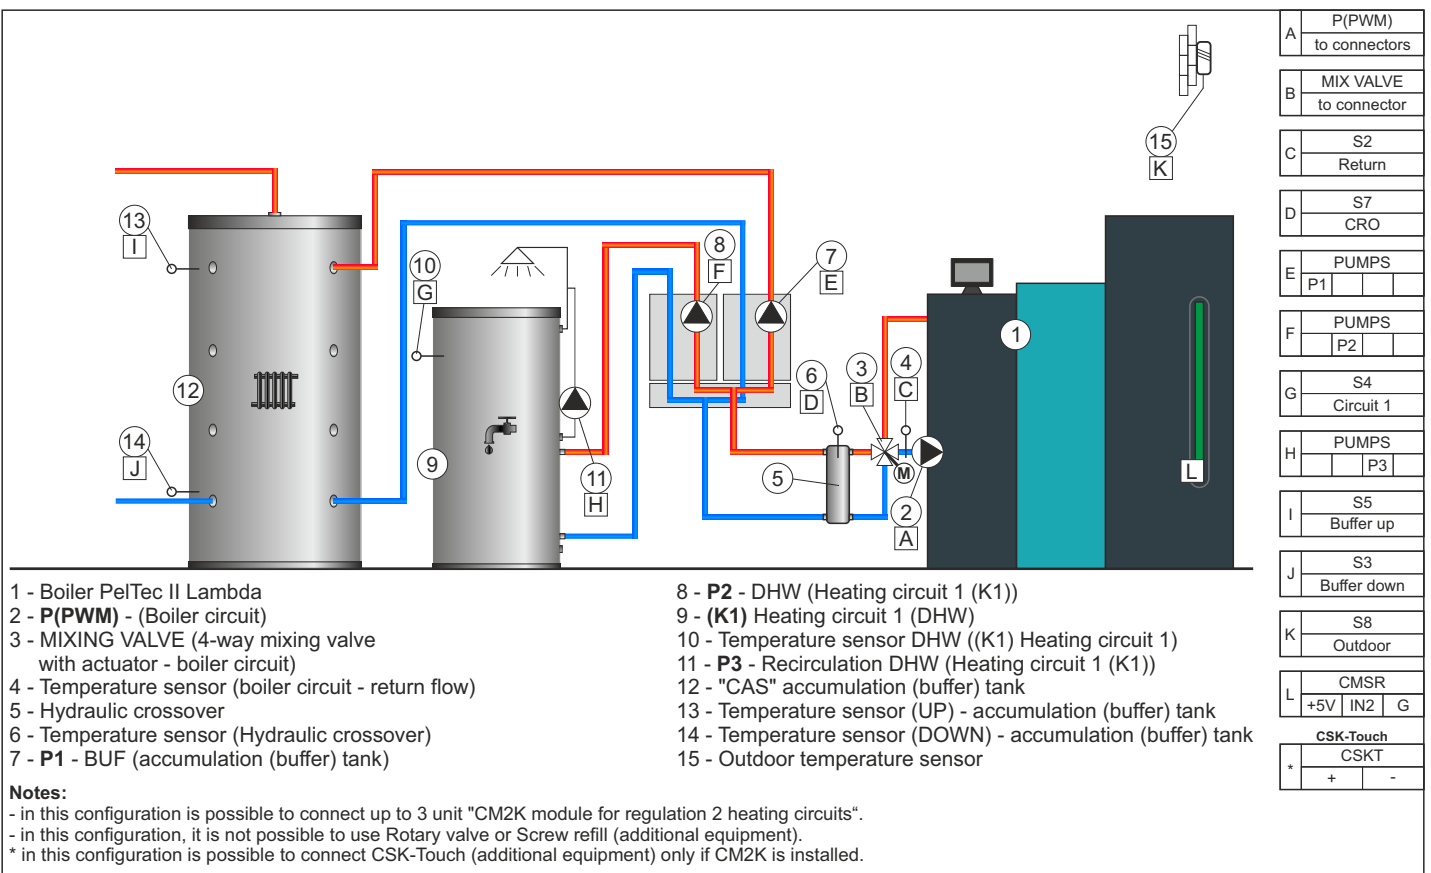 15
K
13
I
10
G
8
F
7
E
6
D
3
B
4
C
1
12
14
J
9
11
H
5
M
2
A
L
1 - Boiler PelTec II Lambda
2 - P(PWM) - (Boiler circuit)
3 - MIXING VALVE (4-way mixing valve
with actuator - boiler circuit)
4 - Temperature sensor (boiler circuit - return flow)
5 - Hydraulic crossover
6 - Temperature sensor (Hydraulic crossover)
7 - P1 - BUF (accumulation (buffer) tank)
8 - P2 - DHW (Heating circuit 1 (K1))
9 - (K1) Heating circuit 1 (DHW)
10 - Temperature sensor DHW ((K1) Heating circuit 1)
11 - P3 - Recirculation DHW (Heating circuit 1 (K1))
12 - "CAS" accumulation (buffer) tank
13 - Temperature sensor (UP) - accumulation (buffer) tank
14 - Temperature sensor (DOWN) - accumulation (buffer) tank
15 - Outdoor temperature sensor
Notes:
- in this configuration is possible to connect up to 3 unit "CM2K module for regulation 2 heating circuits“.
- in this configuration, it is not possible to use Rotary valve or Screw refill (additional equipment).
* in this configuration is possible to connect CSK-Touch (additional equipment) only if CM2K is installed.
A
P(PWM)
to connectors
B
MIX VALVE
to connector
C
S2
Return
D
S7
CRO
E
PUMPS
P1
F
PUMPS
P2
G
S4
Circuit 1
H
PUMPS
P3
I
S5
Buffer up
J
S3
Buffer down
K
S8
Outdoor
L
CMSR
+5V IN2 G
CSK-Touch
*
CSKT
+ -